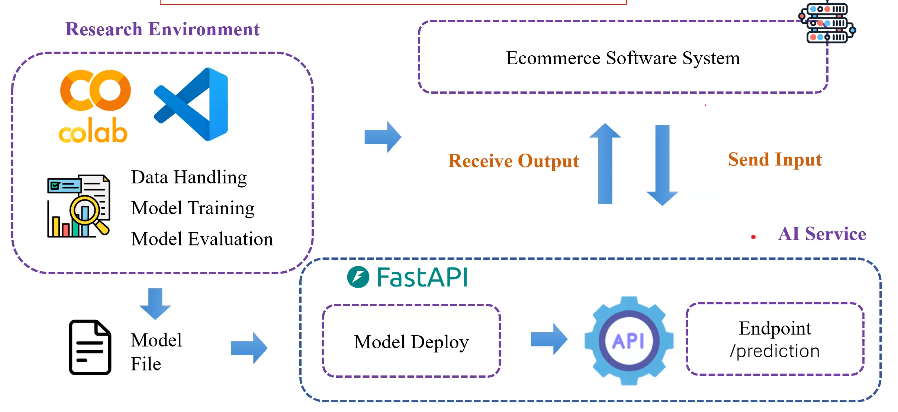 Research Environment
Ecommerce Software System
colab
Data Handling
Model Training
Model Evaluation
Receive Output
Send Input
AI Service
FastAPI
Model
File
Model Deploy
API
Endpoint
/prediction